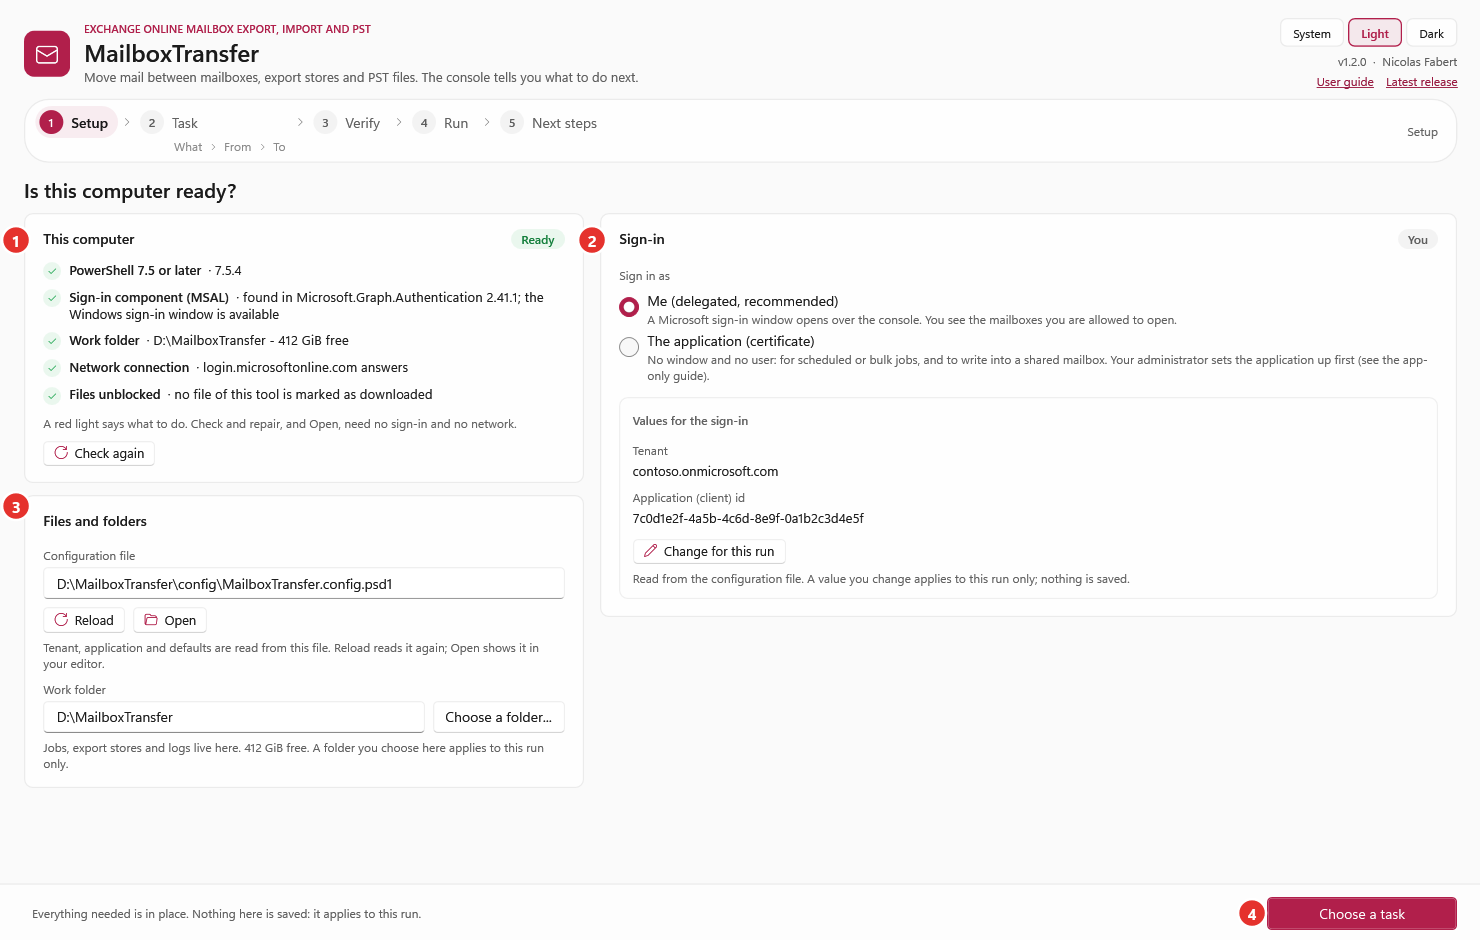 EXCHANGE ONLINE MAILBOX EXPORT, IMPORT AND PST
MailboxTransfer
Move mail between mailboxes, export stores and PST files. The console tells you what to do next.
System
Light
Dark
v1.2.0 · Nicolas Fabert
User guide
Latest release
1 Setup
2 Task
3 Verify
4 Run
5 Next steps
What
From
To
Setup
Is this computer ready?
1
This computer
Ready
PowerShell 7.5 or later · 7.5.4
Sign-in component (MSAL) · found in Microsoft.Graph.Authentication 2.41.1; the
Windows sign-in window is available
Work folder · D:\MailboxTransfer - 412 GiB free
Network connection · login.microsoftonline.com answers
Files unblocked · no file of this tool is marked as downloaded
A red light says what to do. Check and repair, and Open, need no sign-in and no network.
Check again
2
Sign-in
You
Sign in as
Me (delegated, recommended)
A Microsoft sign-in window opens over the console. You see the mailboxes you are allowed to open.
The application (certificate)
No window and no user: for scheduled or bulk jobs, and to write into a shared mailbox. Your administrator sets the application up first (see the app-
only guide).
Values for the sign-in
Tenant
contoso.onmicrosoft.com
Application (client) id
7c0d1e2f-4a5b-4c6d-8e9f-0a1b2c3d4e5f
Change for this run
Read from the configuration file. A value you change applies to this run only; nothing is saved.
3
Files and folders
Configuration file
D:\MailboxTransfer\config\MailboxTransfer.config.psd1
Reload
Open
Tenant, application and defaults are read from this file. Reload reads it again; Open shows it in
your editor.
Work folder
D:\MailboxTransfer
Choose a folder...
Jobs, export stores and logs live here. 412 GiB free. A folder you choose here applies to this run
only.
Everything needed is in place. Nothing here is saved: it applies to this run.
4
Choose a task